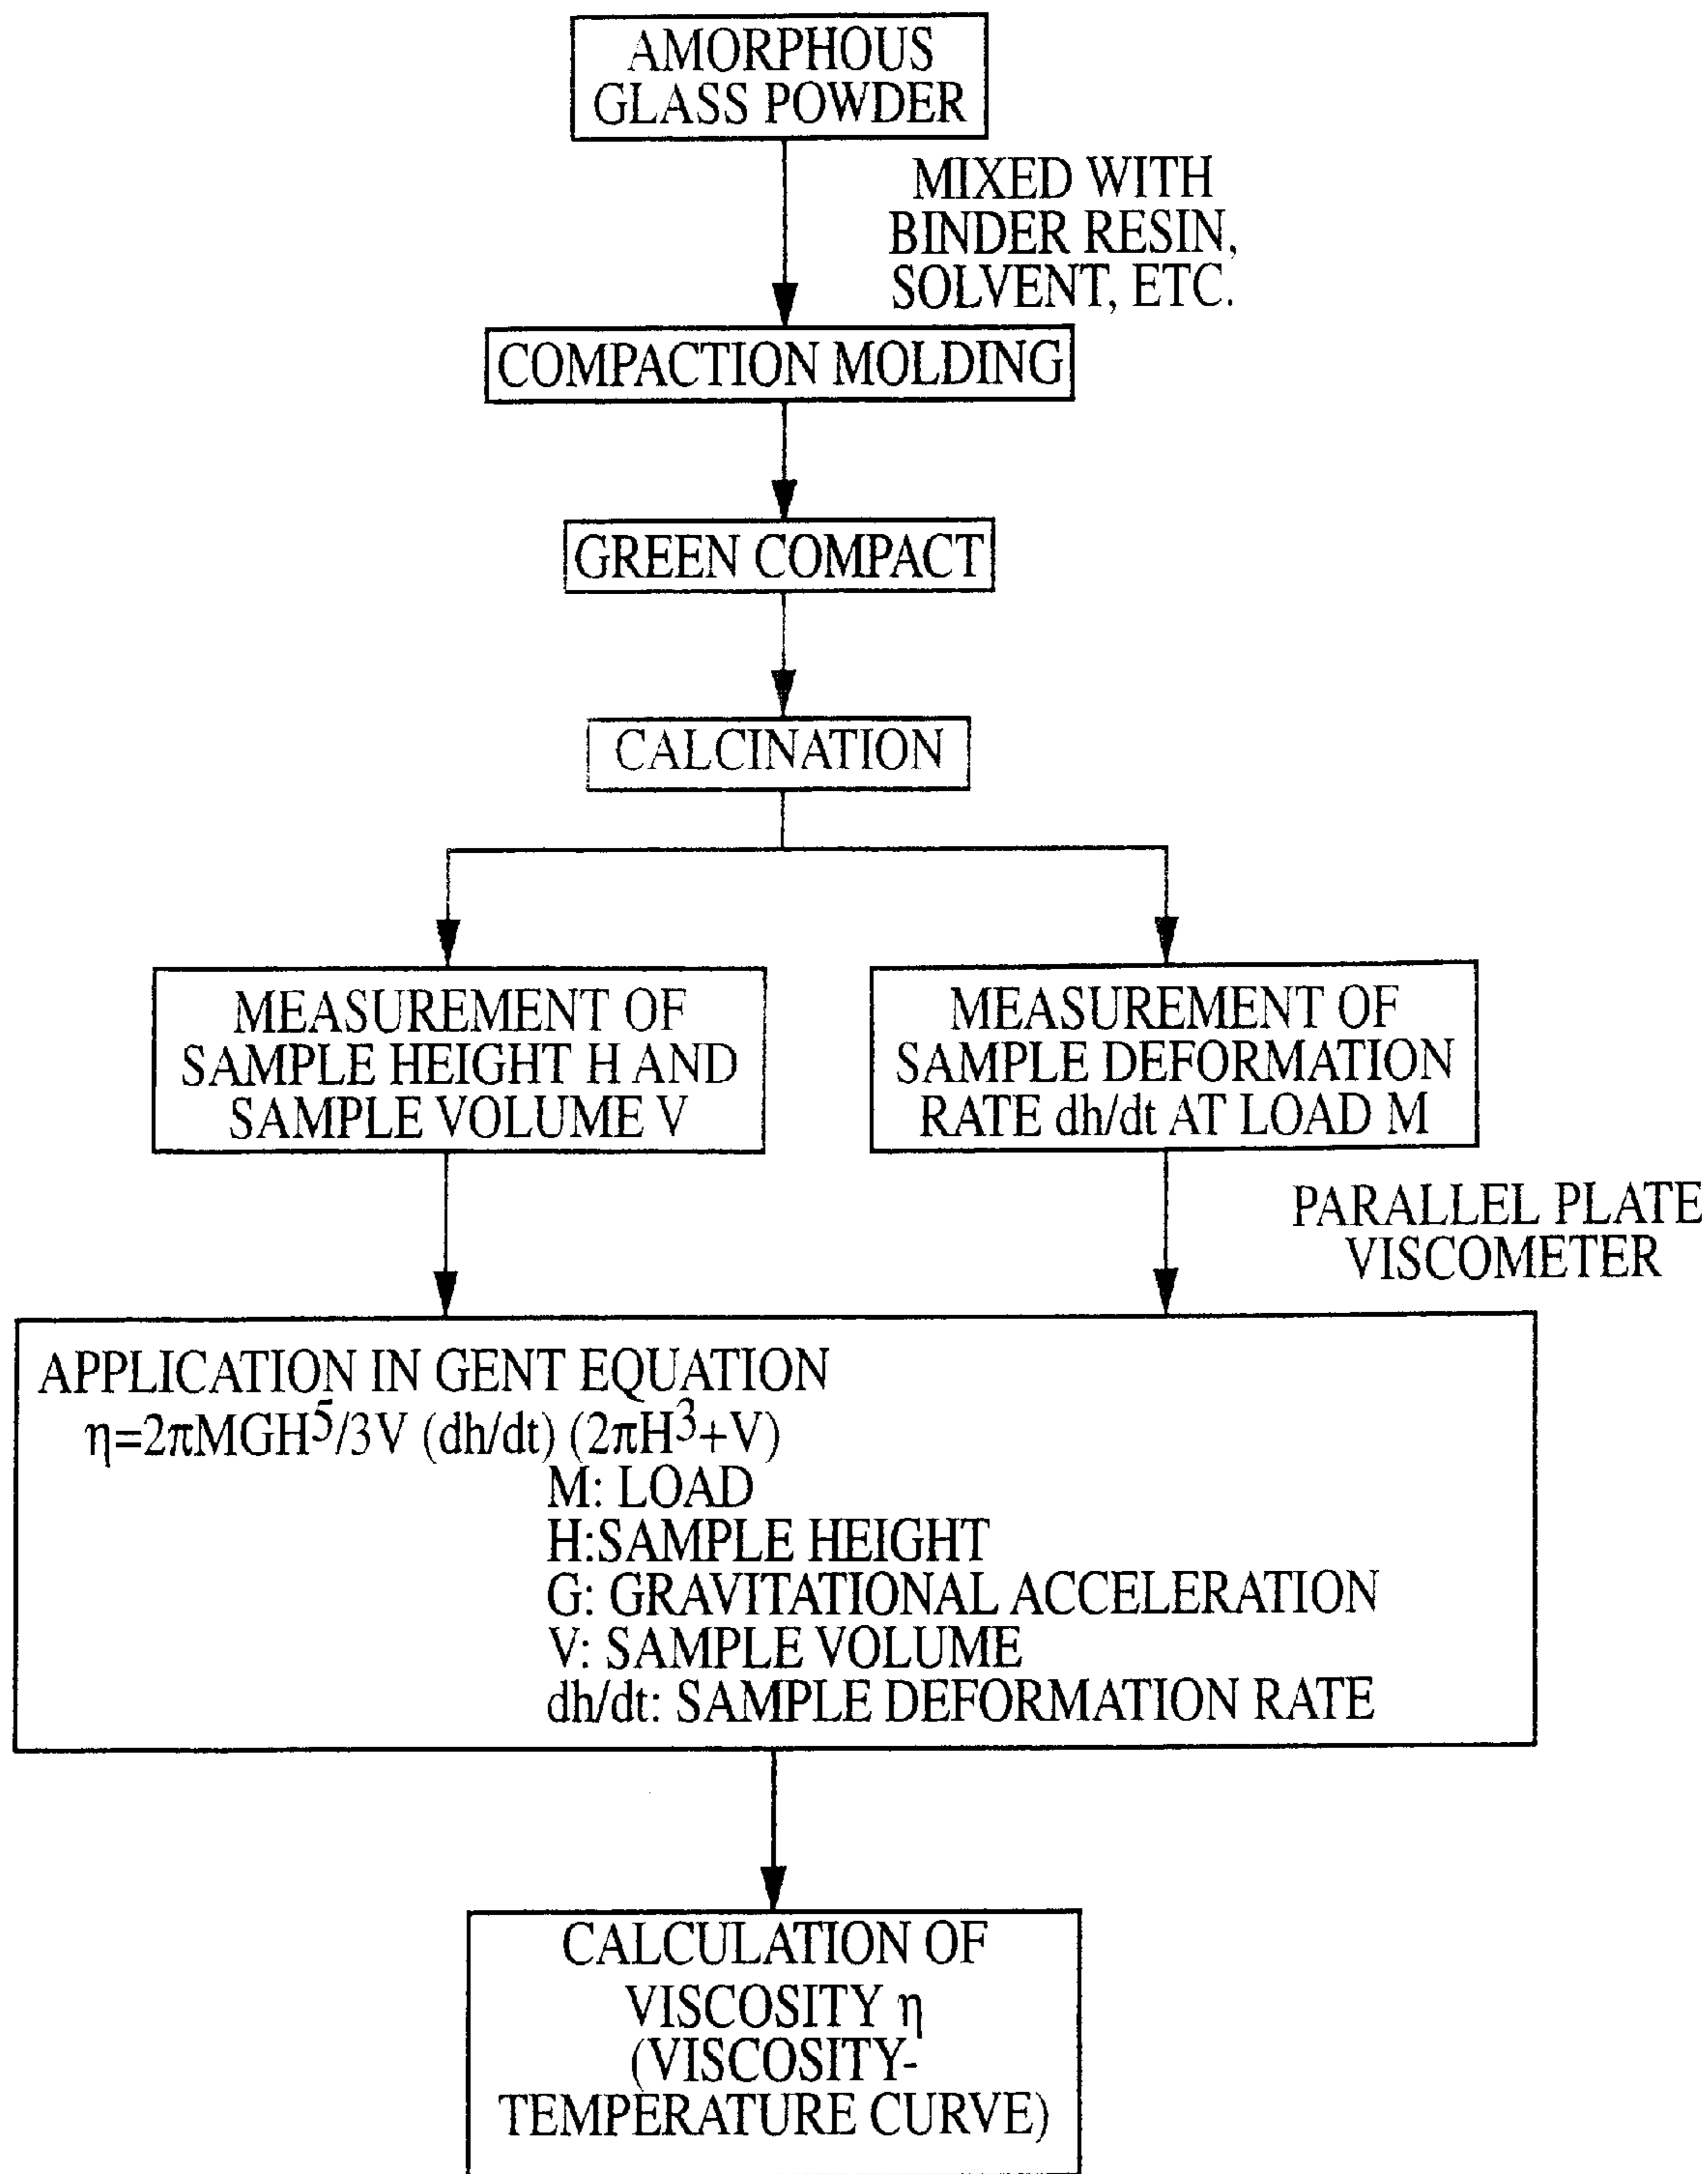 AMORPHOUS
GLASS POWDER
MIXED WITH
BINDER RESIN,
SOLVENT, ETC.
COMPACTION MOLDING
GREEN COMPACT
CALCINATION
MEASUREMENT OF
SAMPLE HEIGHT H AND
SAMPLE VOLUME V
MEASUREMENT OF
SAMPLE DEFORMATION
RATE dh/dt AT LOAD M
PARALLEL PLATE
VISCOMETER
APPLICATION IN GENT EQUATION
η=2πMGH⁵/3V (dh/dt) (2πH³+V)
M: LOAD
H:SAMPLE HEIGHT
G: GRAVITATIONAL ACCELERATION
V: SAMPLE VOLUME
dh/dt: SAMPLE DEFORMATION RATE
CALCULATION OF
VISCOSITY η
(VISCOSITY-
TEMPERATURE CURVE)